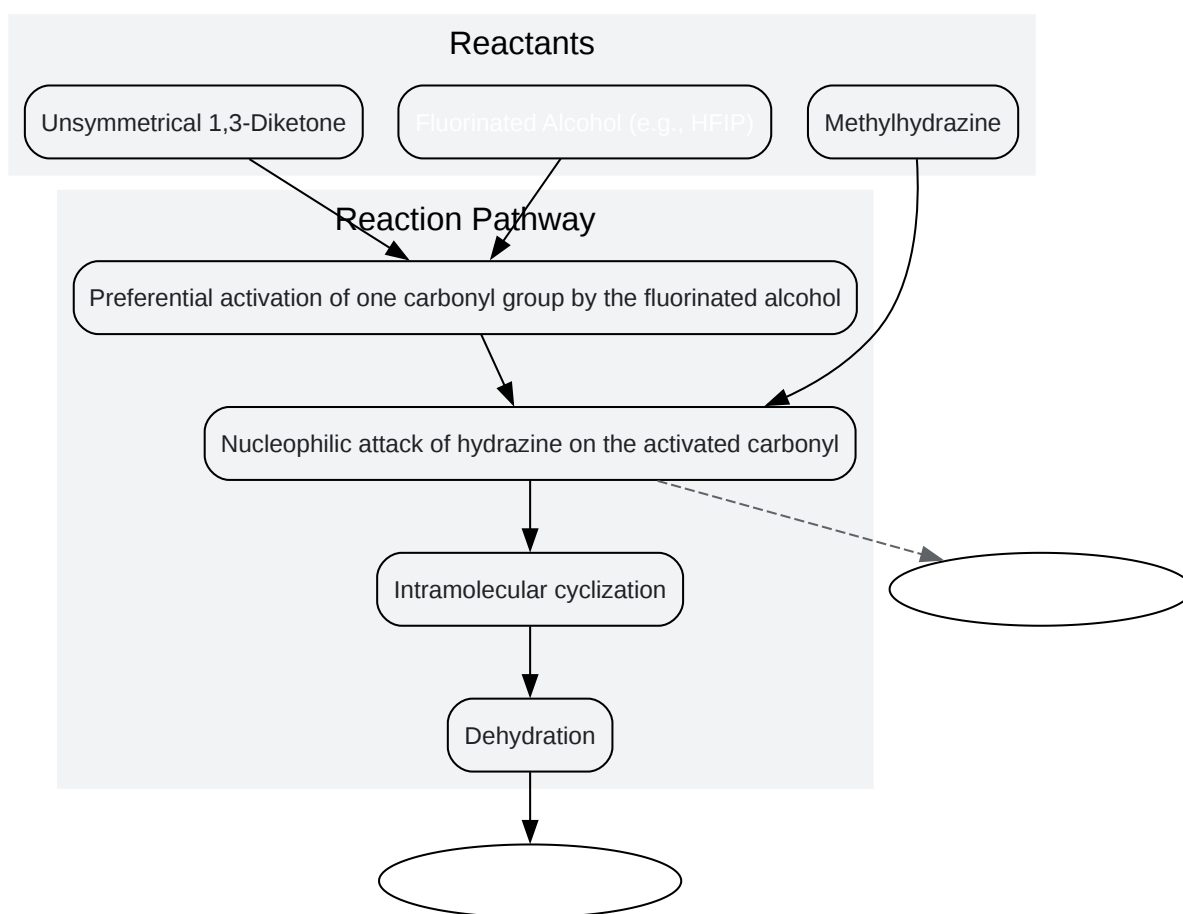 Reactants
Unsymmetrical 1,3-Diketone
Fluorinated Alcohol (e.g., HFIP)
Methylhydrazine
Reaction Pathway
Preferential activation of one carbonyl group by the fluorinated alcohol
Nucleophilic attack of hydrazine on the activated carbonyl
Intramolecular cyclization
Dehydration